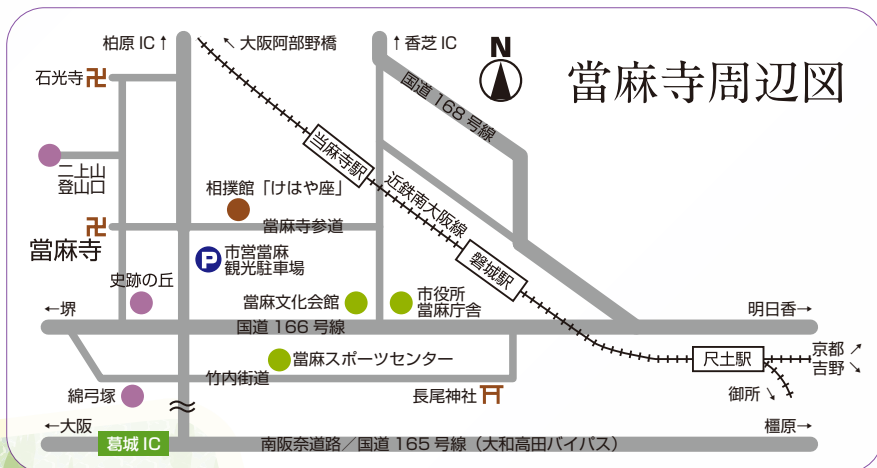 當麻寺周辺図
N
柏原 IC ↑
↖ 大阪阿部野橋
↑香芝 IC
石光寺
国道 168 号線
当麻寺駅
二上山
登山口
相撲館「けはや座」
近鉄南大阪線
當麻寺参道
當麻寺
P
市営當麻
観光駐車場
磐城駅
史跡の丘
當麻文化会館
市役所
當麻庁舎
←堺
明日香→
国道 166 号線
當麻スポーツセンター
尺土駅
京都 ↗
吉野 ↘
竹内街道
綿弓塚
長尾神社
御所 ↘
←大阪
橿原→
葛城 IC
南阪奈道路／国道 165 号線（大和高田バイパス）